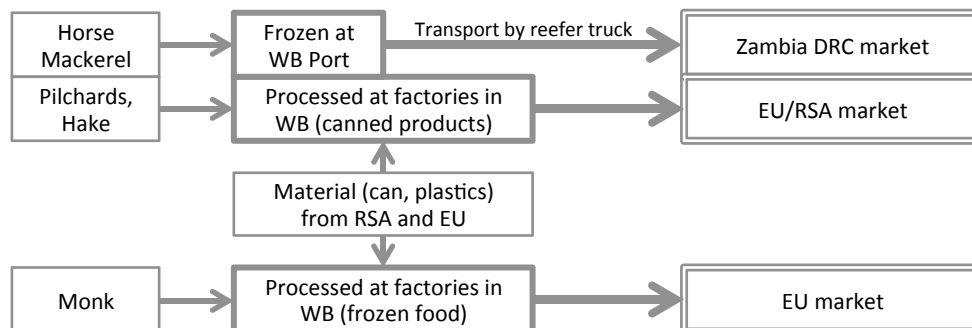 Horse
Mackerel
Frozen at
WB Port
Transport by reefer truck
Zambia DRC market
Pilchards,
Hake
Processed at factories in
WB (canned products)
EU/RSA market
Material (can, plastics)
from RSA and EU
Monk
Processed at factories in
WB (frozen food)
EU market